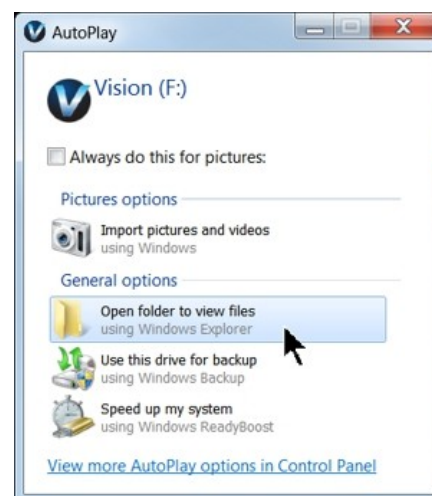 AutoPlay
Vision (F:)
Always do this for pictures:
Pictures options
Import pictures and videos
using Windows
General options
Open folder to view files
using Windows Explorer
Use this drive for backup
using Windows Backup
Speed up my system
using Windows ReadyBoost
View more AutoPlay options in Control Panel